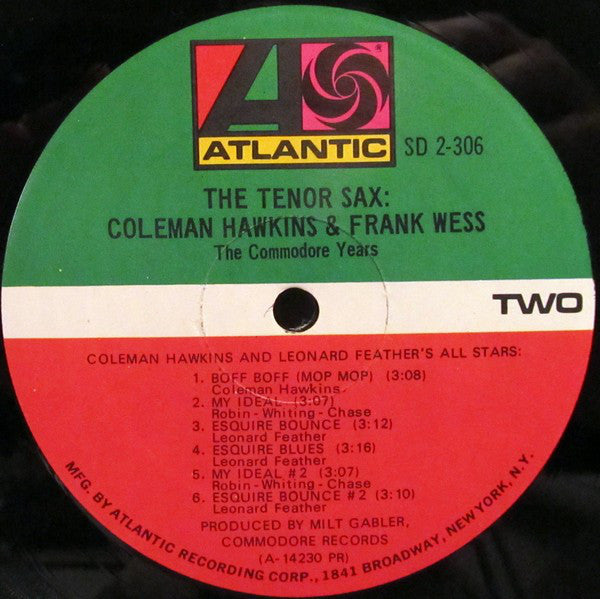 ATLANTIC
SD 2-306
THE TENOR SAX:
COLEMAN HAWKINS & FRANK WESS
The Commodore Years
TWO
COLEMAN HAWKINS AND LEONARD FEATHER'S ALL STARS:
1. BOFF BOFF (MOP MOP) (3:08)
Coleman Hawkins
2. MY IDEAL (3:07)
Robin - Whiting - Chase
3. ESQUIRE BOUNCE (3:12)
Leonard Feather
4. ESQUIRE BLUES (3:16)
Leonard Feather
5. MY IDEAL #2 (3:07)
Robin - Whiting - Chase
6. ESQUIRE BOUNCE #2 (3:10)
Leonard Feather
PRODUCED BY MILT GABLER,
COMMODORE RECORDS
(A-14230 PR)
MFG. BY ATLANTIC RECORDING CORP., 1841 BROADWAY, NEW YORK, N.Y.